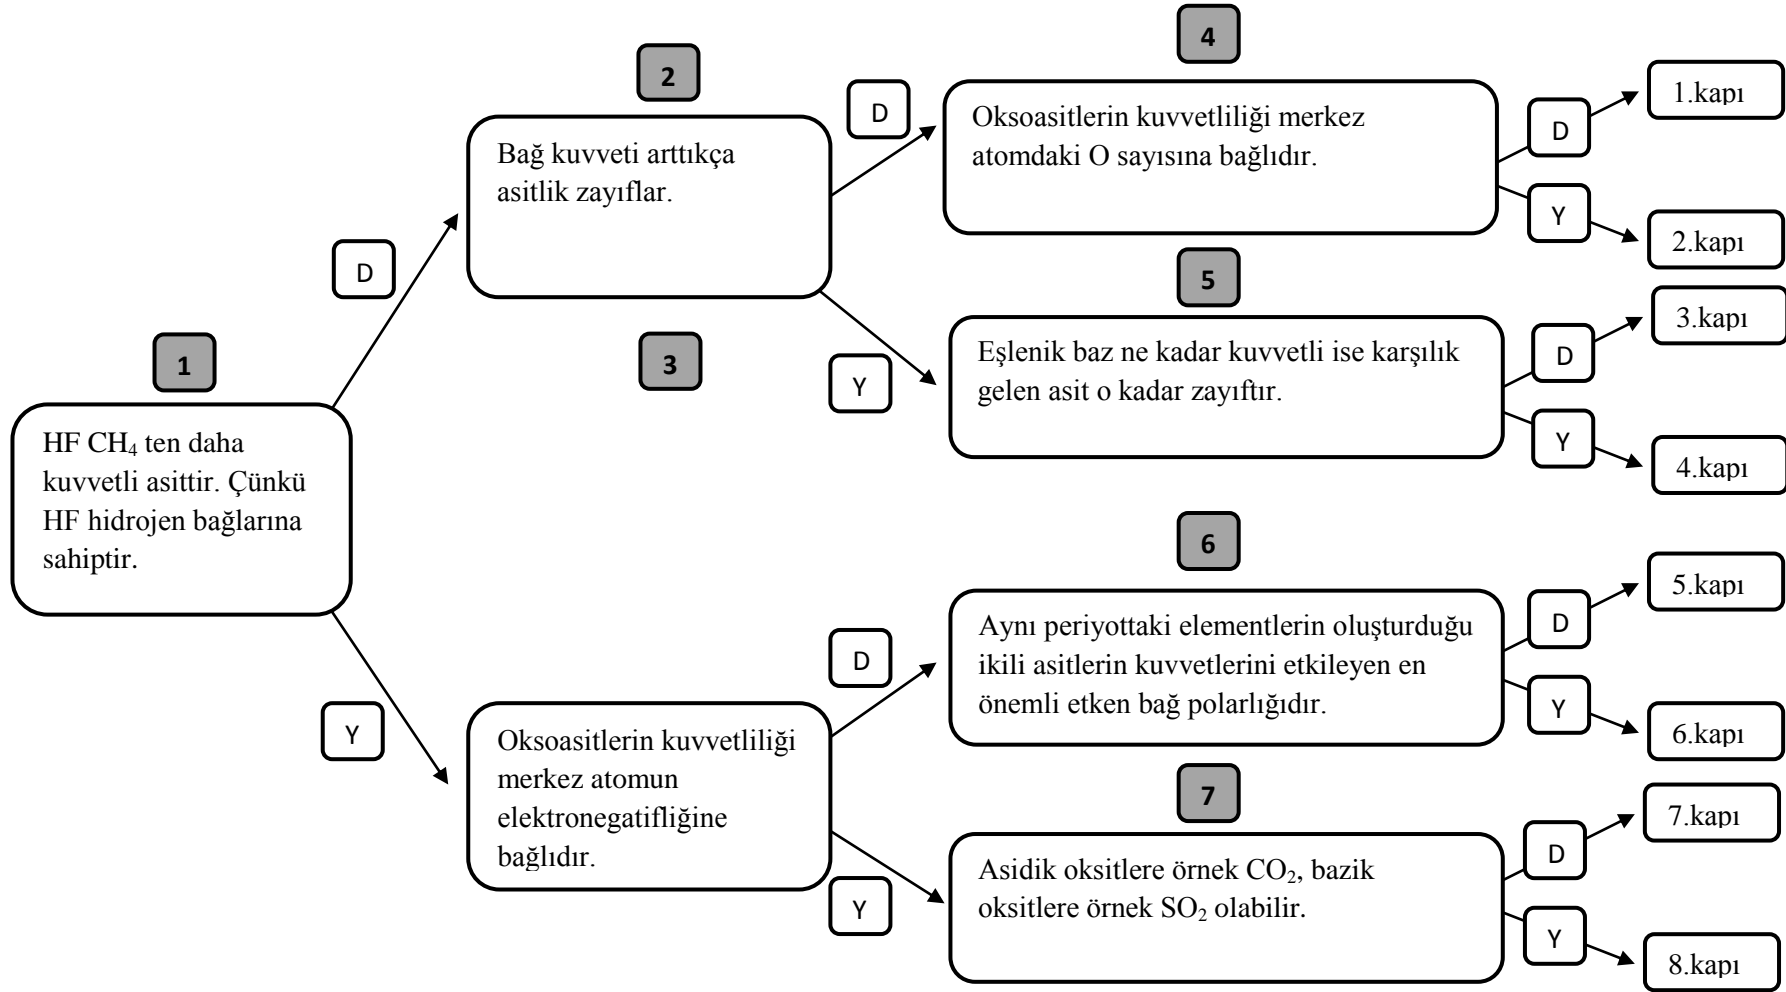 4
2
D
Oksoasitlerin kuvvetliliği merkez
atomdaki O sayısına bağlıdır.
D
1.kapı
Y
2.kapı
Bağ kuvveti arttıkça
asitlik zayıflar.
D
5
Y
Eşlenik baz ne kadar kuvvetli ise karşılık
gelen asit o kadar zayıftır.
D
3.kapı
Y
4.kapı
1
3
HF CH₄ ten daha
kuvvetli asittir. Çünkü
HF hidrojen bağlarına
sahiptir.
6
Y
D
Aynı periyottaki elementlerin oluşturduğu
ikili asitlerin kuvvetlerini etkileyen en
önemli etken bağ polarlığıdır.
D
5.kapı
Y
6.kapı
Oksoasitlerin kuvvetliliği
merkez atomun
elektronegatifliğine
bağlıdır.
7
Y
Asidik oksitlere örnek CO₂, bazik
oksitlere örnek SO₂ olabilir.
D
7.kapı
Y
8.kapı